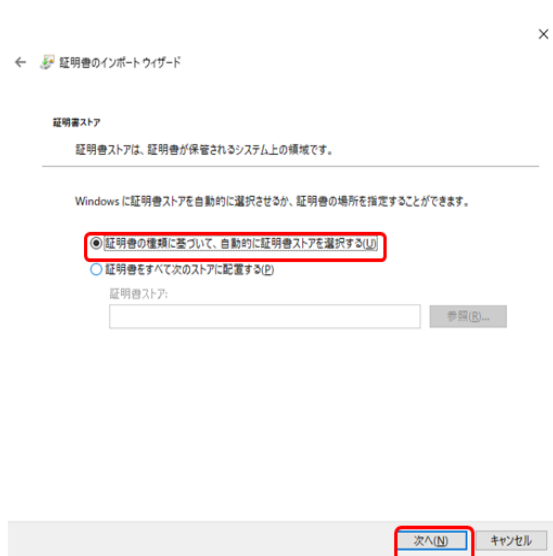 証明書のインポート ウィザード
証明書ストア
証明書ストアは、証明書が保管されるシステム上の領域です。
Windows に証明書ストアを自動的に選択させるか、証明書の場所を指定することができます。
証明書の種類に基づいて、自動的に証明書ストアを選択する(U)
証明書をすべて次のストアに配置する(P)
証明書ストア:
参照(R)...
次へ(N)
キャンセル